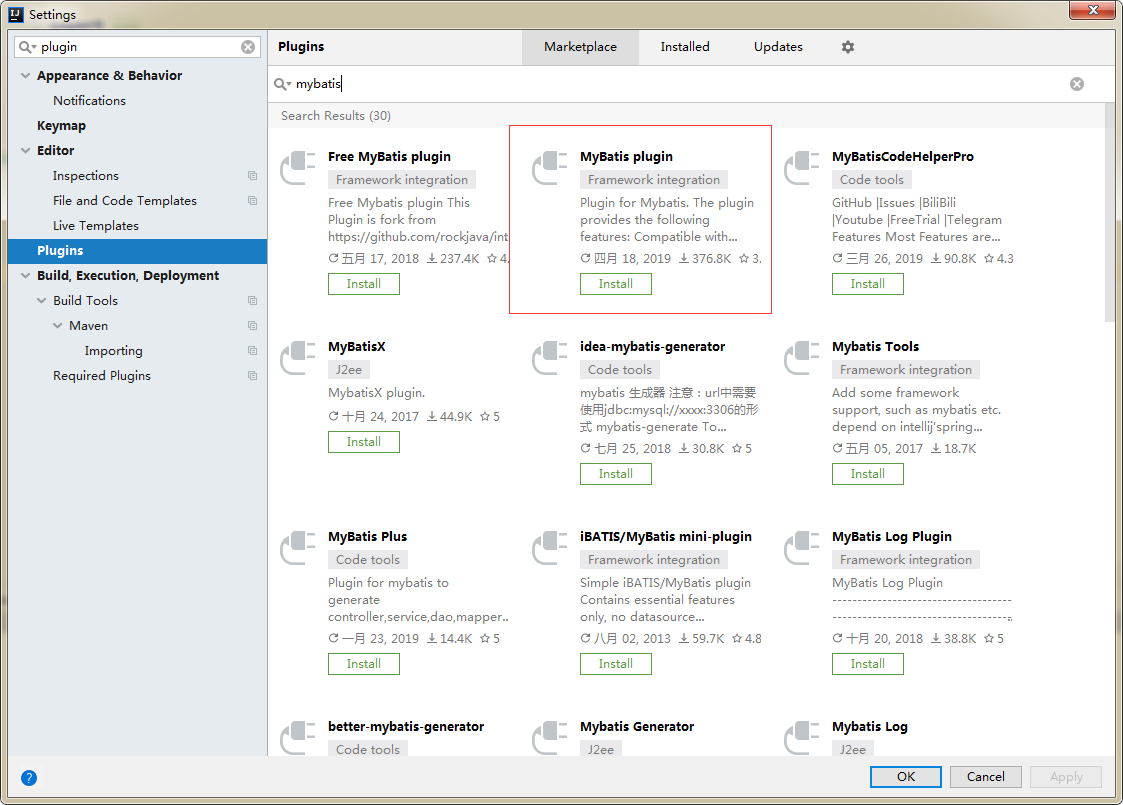 Settings
plugin
Appearance & Behavior
Notifications
Keymap
Editor
Inspections
File and Code Templates
Live Templates
Plugins
Build, Execution, Deployment
Build Tools
Maven
Importing
Required Plugins
Plugins
Marketplace
Installed
Updates
mybatis
Search Results (30)
Free MyBatis plugin
Framework integration
Free Mybatis plugin This
Plugin is fork from
https://github.com/rockjava/int
五月 17, 2018 237.4K 4.
Install
MyBatis plugin
Framework integration
Plugin for Mybatis. The plugin
provides the following
features: Compatible with...
四月 18, 2019 376.8K 3.
Install
MyBatisCodeHelperPro
Code tools
GitHub |Issues |BiliBili
|Youtube |FreeTrial |Telegram
Features Most Features are...
三月 26, 2019 90.8K 4.3
Install
MyBatisX
J2ee
MybatisX plugin.
十月 24, 2017 44.9K 5
Install
idea-mybatis-generator
Code tools
mybatis 生成器 注意：url中需要
使用jdbc:mysql://xxxx:3306的形
式 mybatis-generate To...
七月 25, 2018 30.8K 5
Install
Mybatis Tools
Framework integration
Add some framework
support, such as mybatis etc.
depend on intellij'spring...
五月 05, 2017 18.7K
Install
MyBatis Plus
Code tools
Plugin for mybatis to
generate
controller,service,dao,mapper..
一月 23, 2019 14.4K 5
Install
iBATIS/MyBatis mini-plugin
Framework integration
Simple iBATIS/MyBatis plugin
Contains essential features
only, no datasource...
八月 02, 2013 59.7K 4.8
Install
MyBatis Log Plugin
Framework integration
MyBatis Log Plugin
------------------------------------
------------------------------------.
十月 20, 2018 38.8K 5
Install
better-mybatis-generator
Code tools
Mybatis Generator
J2ee
Mybatis Log
J2ee
?
OK
Cancel
Apply